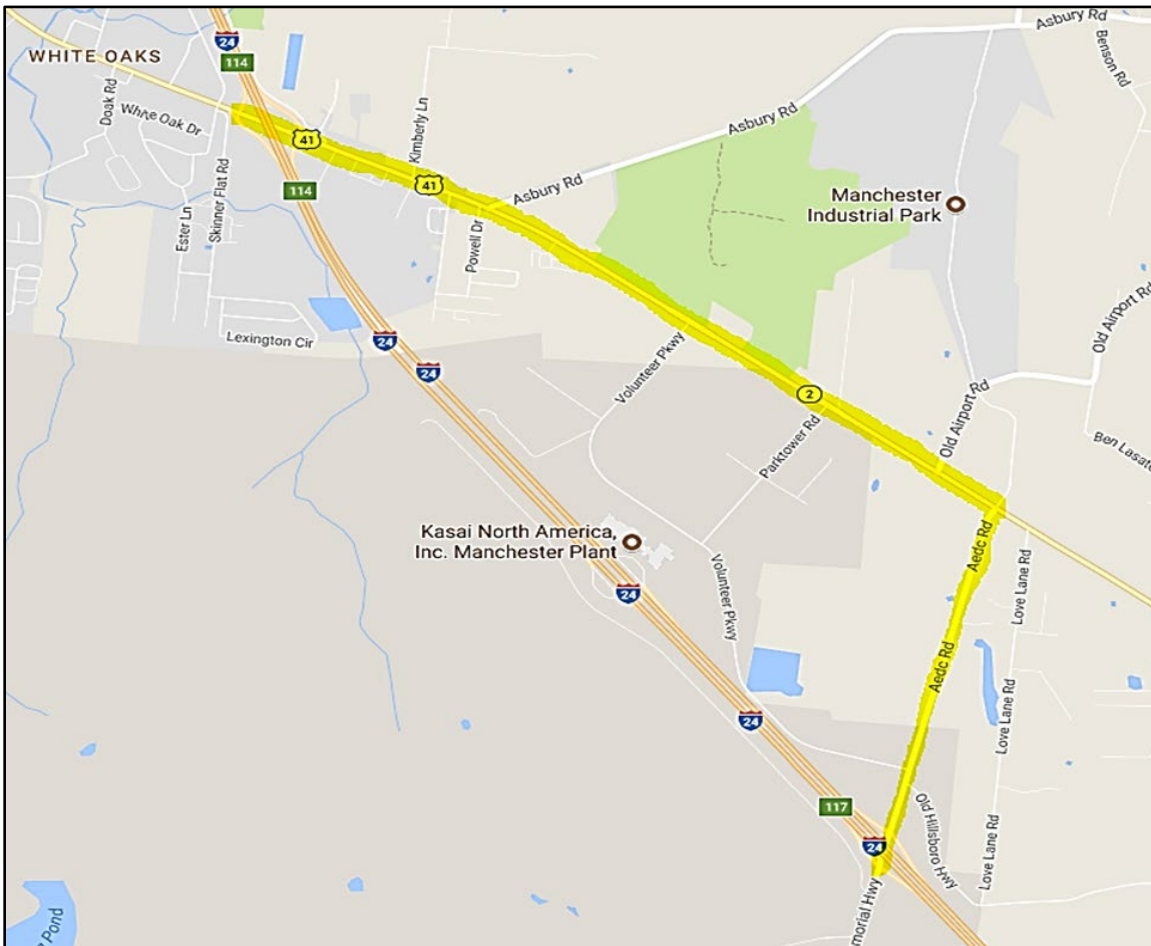 Asbury Rd
Benson Rd
24
114
WHITE OAKS
Doak Rd
White Oak Dr
41
Kimberly Ln
Asbury Rd
114
41
Asbury Rd
Manchester
Industrial Park
Ester Ln
Skinner Flat Rd
Powell Dr
Old Airport Rd
Lexington Cir
24
24
Volunteer Pkwy
2
Old Airport Rd
Parktower Rd
Ben Lasate
Kasai North America,
Inc. Manchester Plant
Aedc Rd
24
Volunteer Pkwy
Love Lane Rd
Aedc Rd
24
Love Lane Rd
117
24
Old Hillsboro Hwy
Love Lane Rd
morial Hwy
Pond